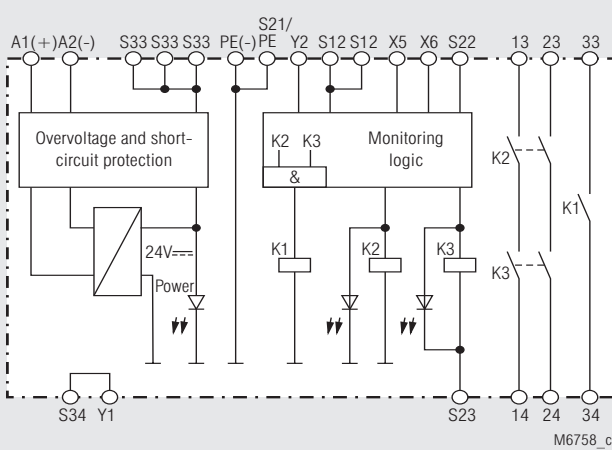 S21/
A1(+) A2(-) S33 S33 S33 PE(-) PE Y2 S12 S12 X5 X6 S22 13 23 33
Overvoltage and short-
circuit protection
K2 K3
Monitoring
logic
&
K2
K1
24V
K1
K2
K3
K3
Power
S34 Y1 S23 14 24 34
M6758_c